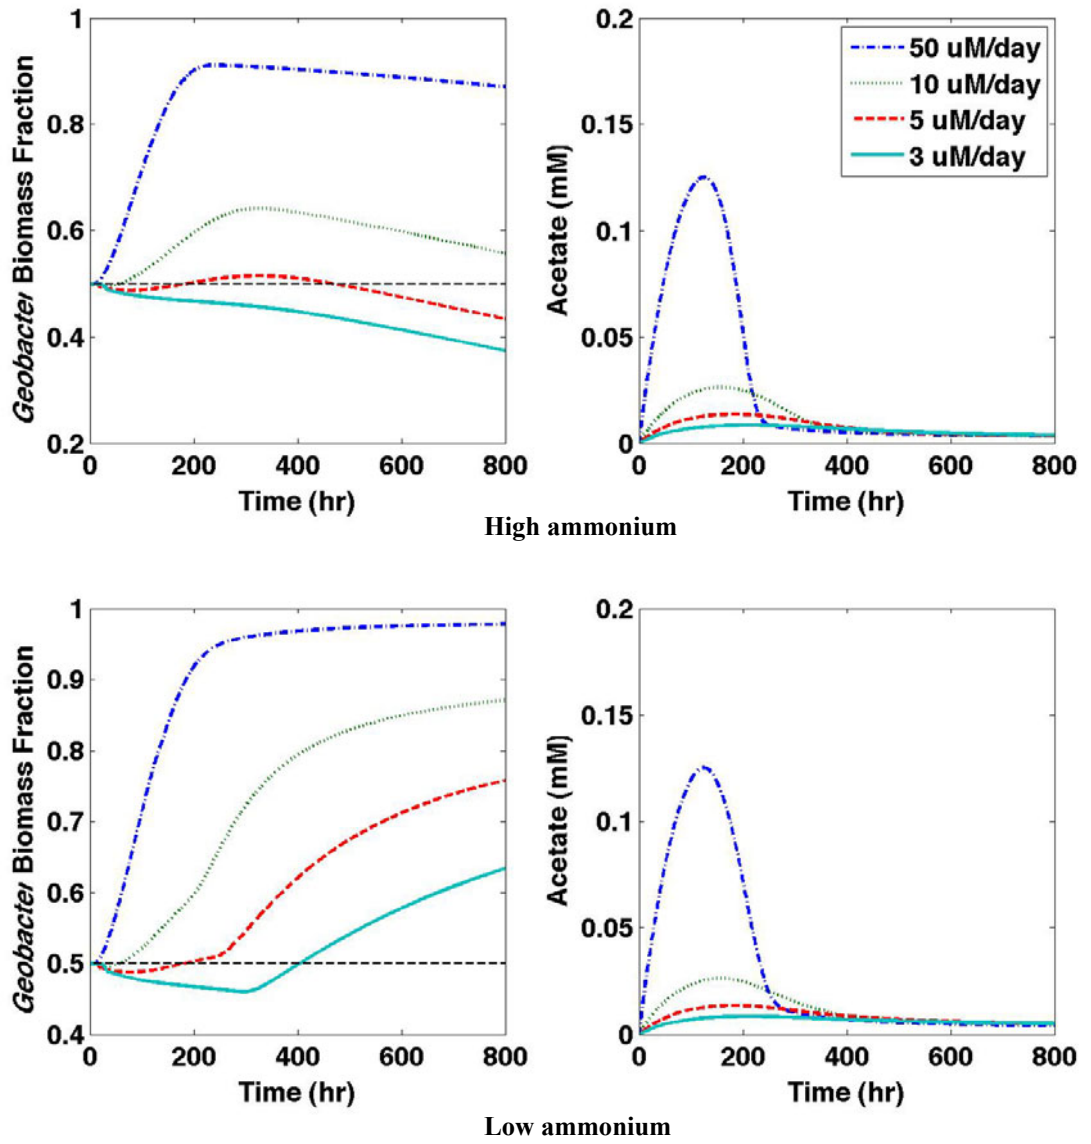 1
0.8
0.6
0.4
0.2
Geobacter Biomass Fraction
0 200 400 600 800
Time (hr)
0.2
0.15
0.1
0.05
0
Acetate (mM)
0 200 400 600 800
Time (hr)
50 uM/day
10 uM/day
5 uM/day
3 uM/day
High ammonium
1
0.9
0.8
0.7
0.6
0.5
0.4
Geobacter Biomass Fraction
0 200 400 600 800
Time (hr)
0.2
0.15
0.1
0.05
0
Acetate (mM)
0 200 400 600 800
Time (hr)
Low ammonium